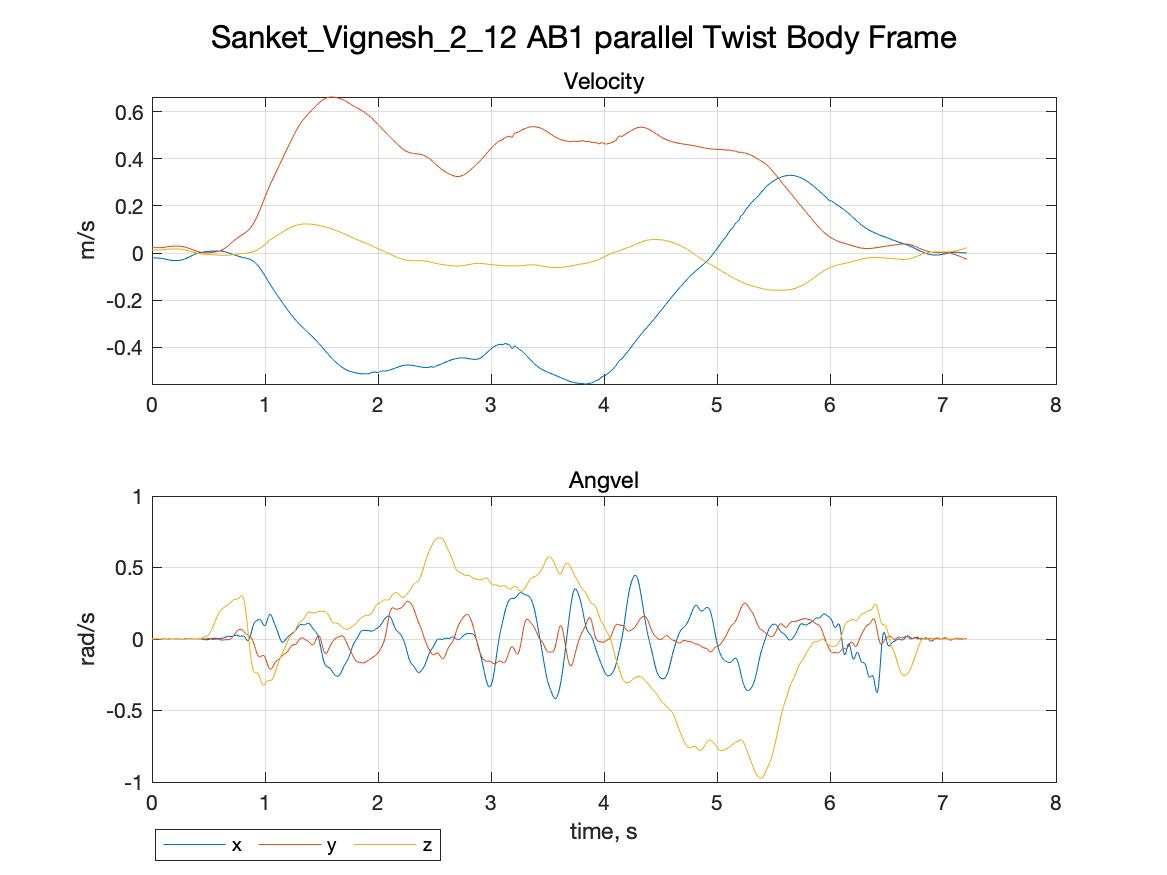 Sanket_Vignesh_2_12 AB1 parallel Twist Body Frame
Velocity
0.6
0.4
0.2
0
-0.2
-0.4
m/s
0 1 2 3 4 5 6 7 8
Angvel
1
0.5
0
-0.5
-1
rad/s
0 1 2 3 4 5 6 7 8
time, s
x y z